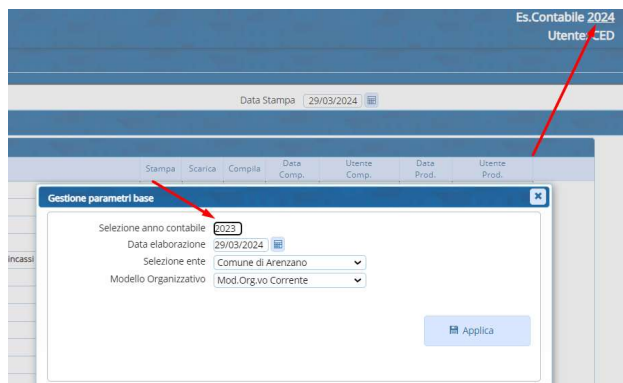 Es.Contabile 2024
Utente: CED
Data Stampa 29/03/2024
Stampa Scarica Compila Data Comp. Utente Comp. Data Prod. Utente Prod.
Gestione parametri base
Selezione anno contabile 2023
Data elaborazione 29/03/2024
incassi
Selezione ente Comune di Arenzano
Modello Organizzativo Mod.Org.vo Corrente
Applica